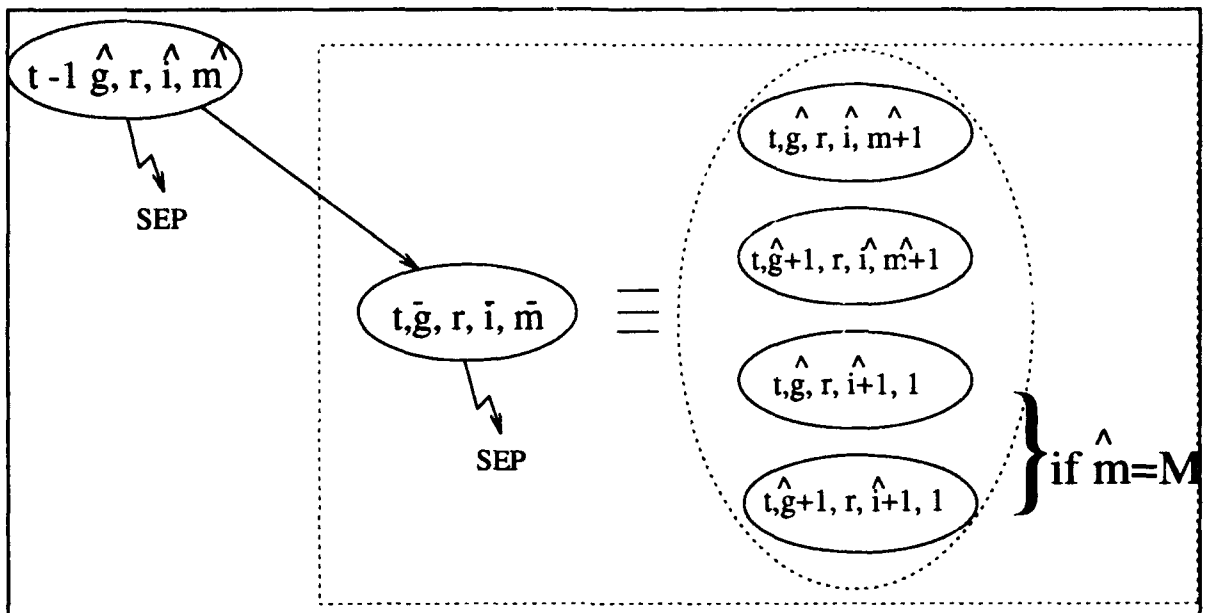 t -1 ĝ, r, î, m̂
SEP
t,ḡ, r, ī, m̄
SEP
≡
t,ĝ, r, î, m̂+1
t,ĝ+1, r, î, m̂+1
t,ĝ, r, î+1, 1
t,ĝ+1, r, î+1, 1
} if m̂=M